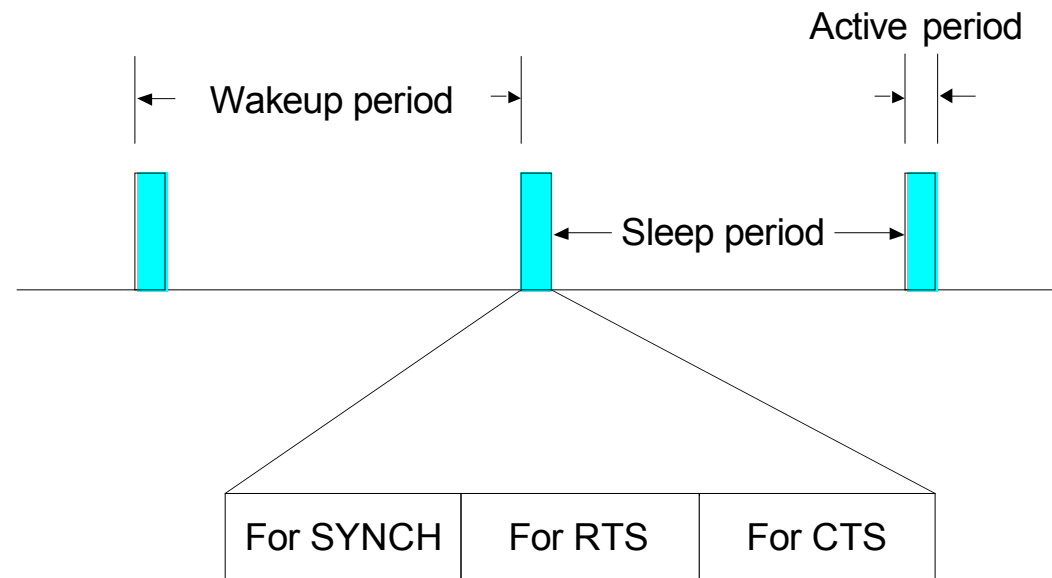 Active period
Wakeup period
Sleep period
For SYNCH
For RTS
For CTS